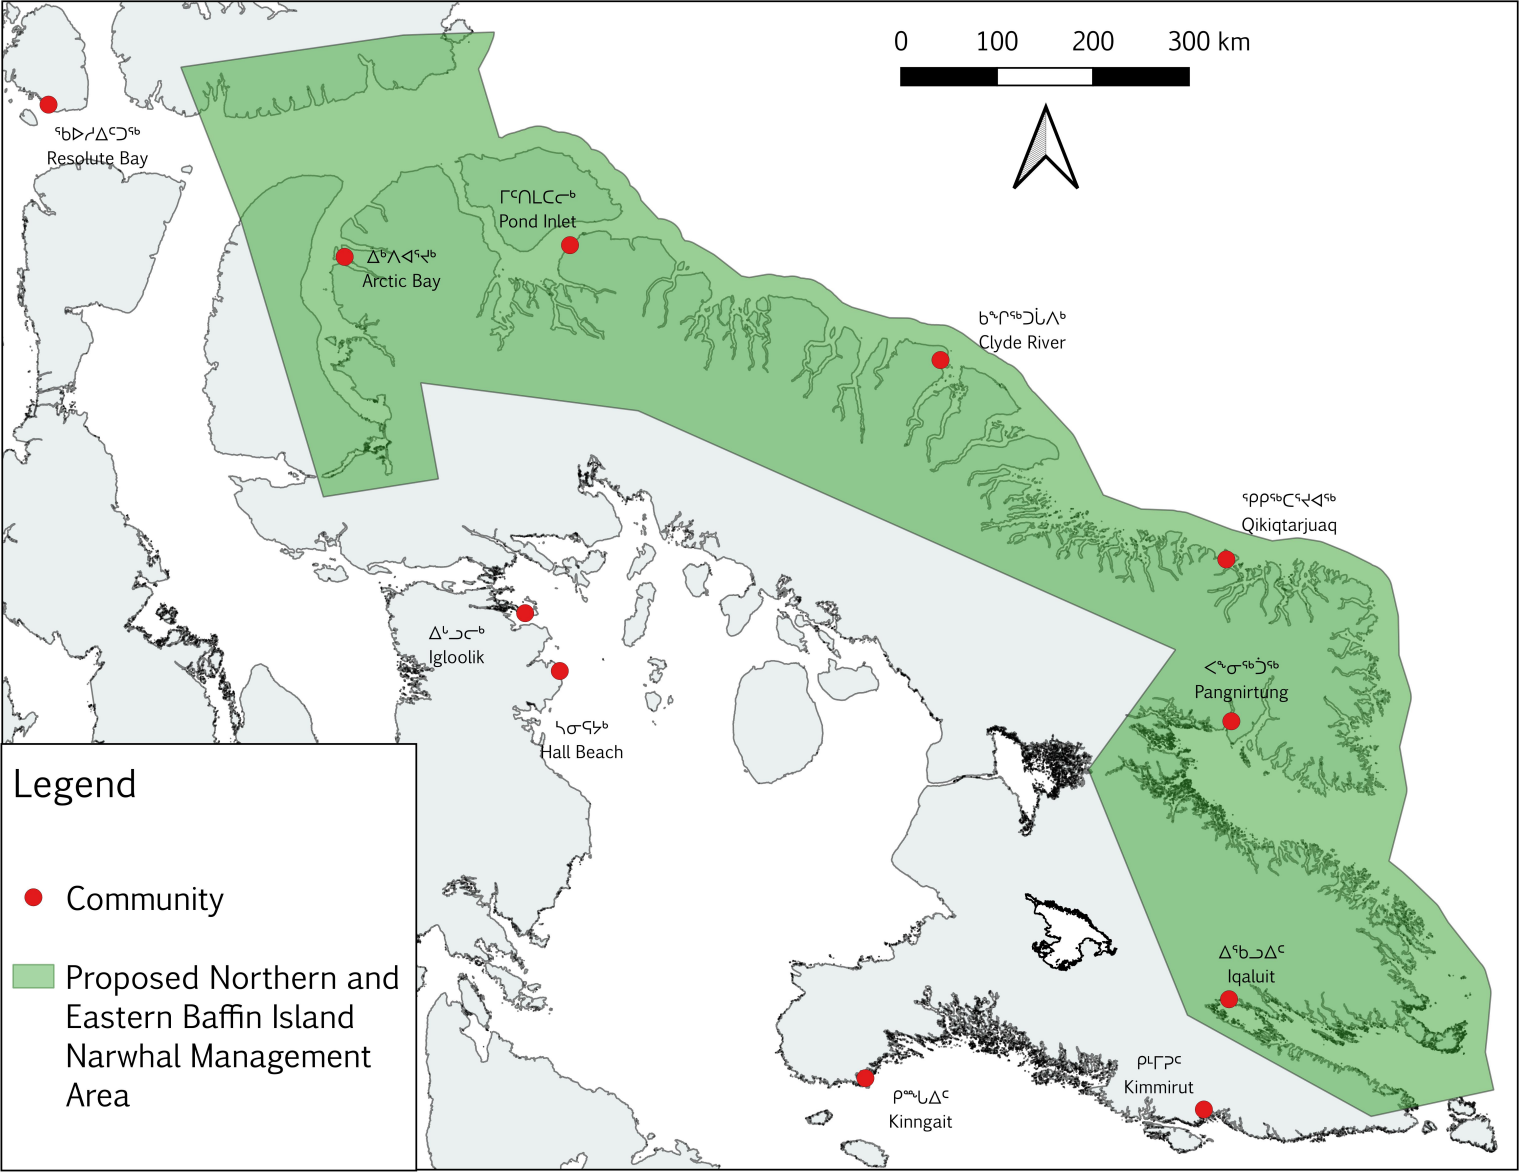 0 100 200 300 km
ᖃᐅᓱᐃᑦᑐᖅ
Resolute Bay
ᒥᑦᑎᒪᑕᓕᒃ
Pond Inlet
ᐃᒃᐱᐊᕐᔪᒃ
Arctic Bay
ᑲᖏᖅᑐᒑᐱᒃ
Clyde River
ᕿᑭᖅᑕᕐᔪᐊᖅ
Qikiqtarjuaq
ᐃᒡᓗᓕᒃ
Igloolik
ᐸᖕᓂᖅᑑᖅ
Pangnirtung
ᓴᓂᕋᔭᒃ
Hall Beach
ᐃᖃᓗᐃᑦ
Iqaluit
ᑭᒻᒥᕈᑦ
Kimmirut
ᑭᙵᐃᑦ
Kinngait
Legend
Community
Proposed Northern and
Eastern Baffin Island
Narwhal Management
Area